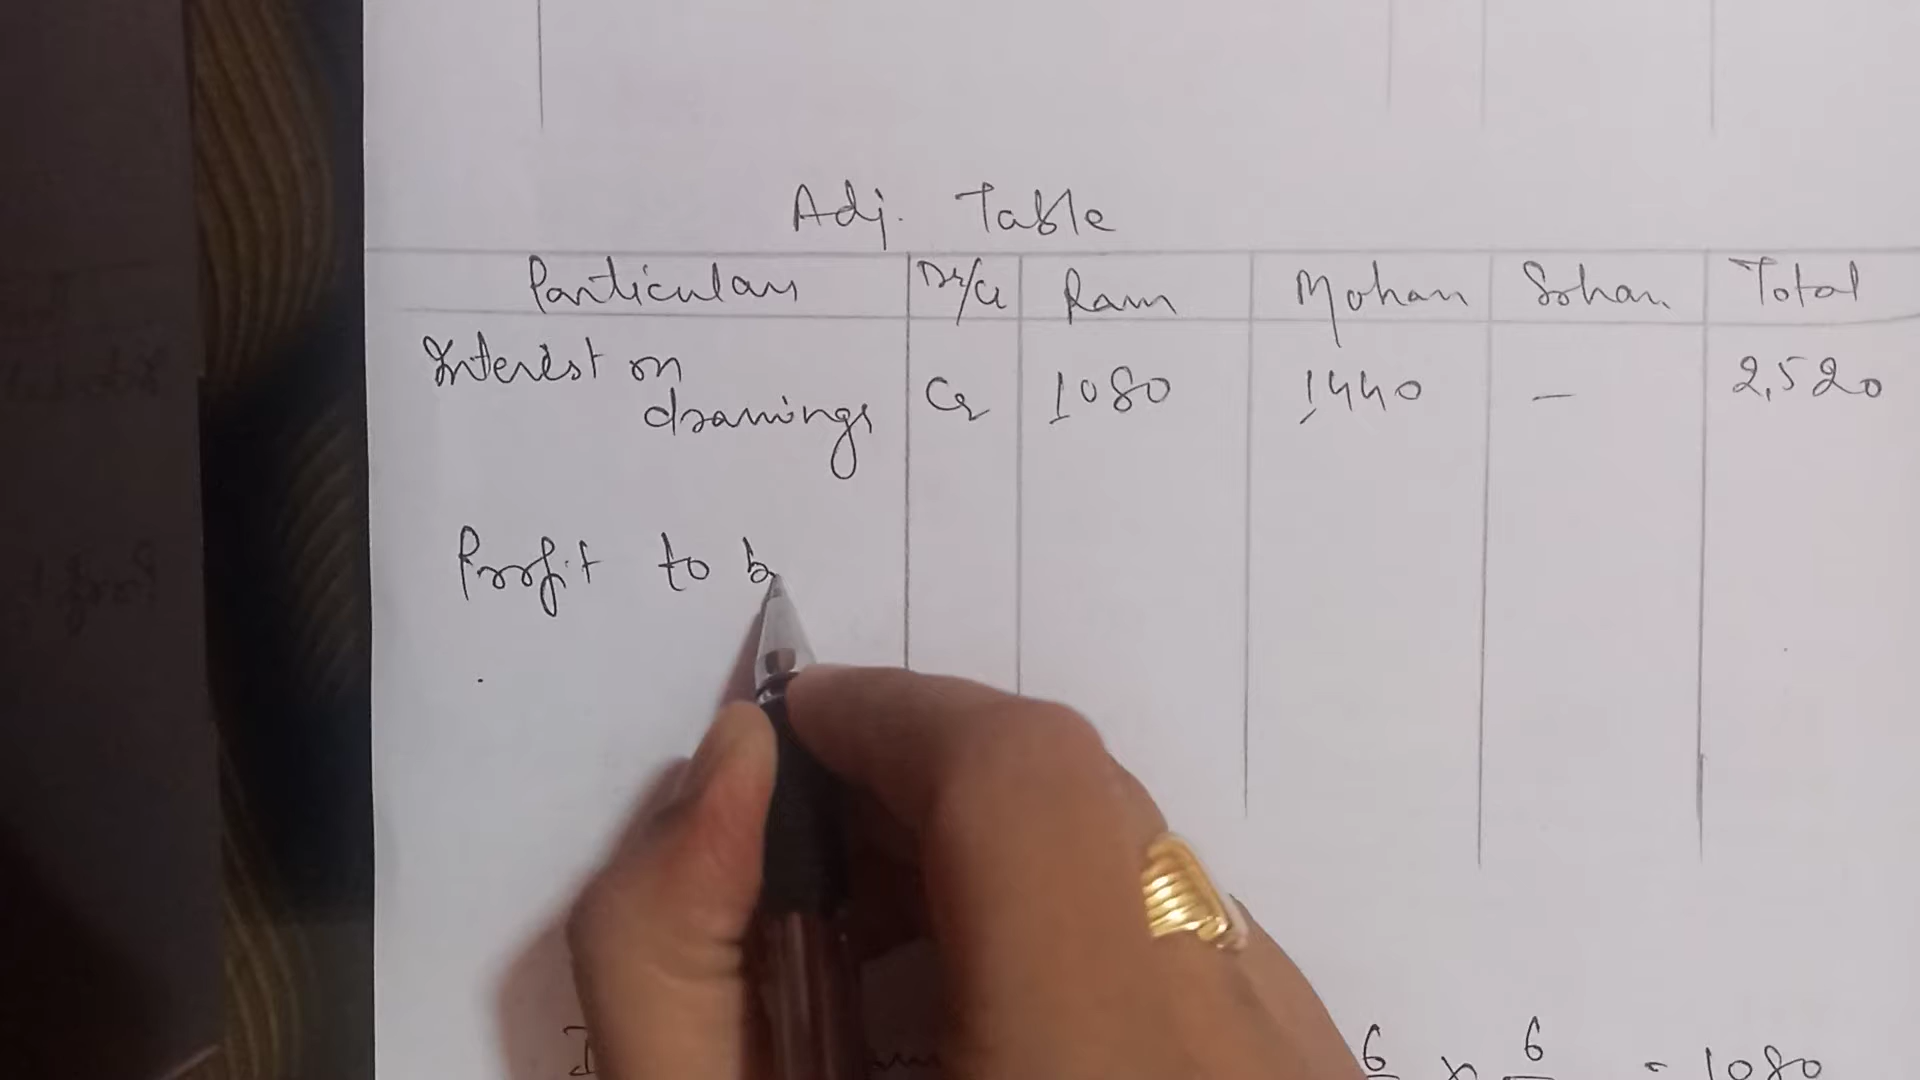 Adj. Table
Particulars Dr/Cr Ram Mohan Sohan Total
Interest on
drawings Cr 1080 1440 — 2,520
Profit to b
6 × 6 = 1080